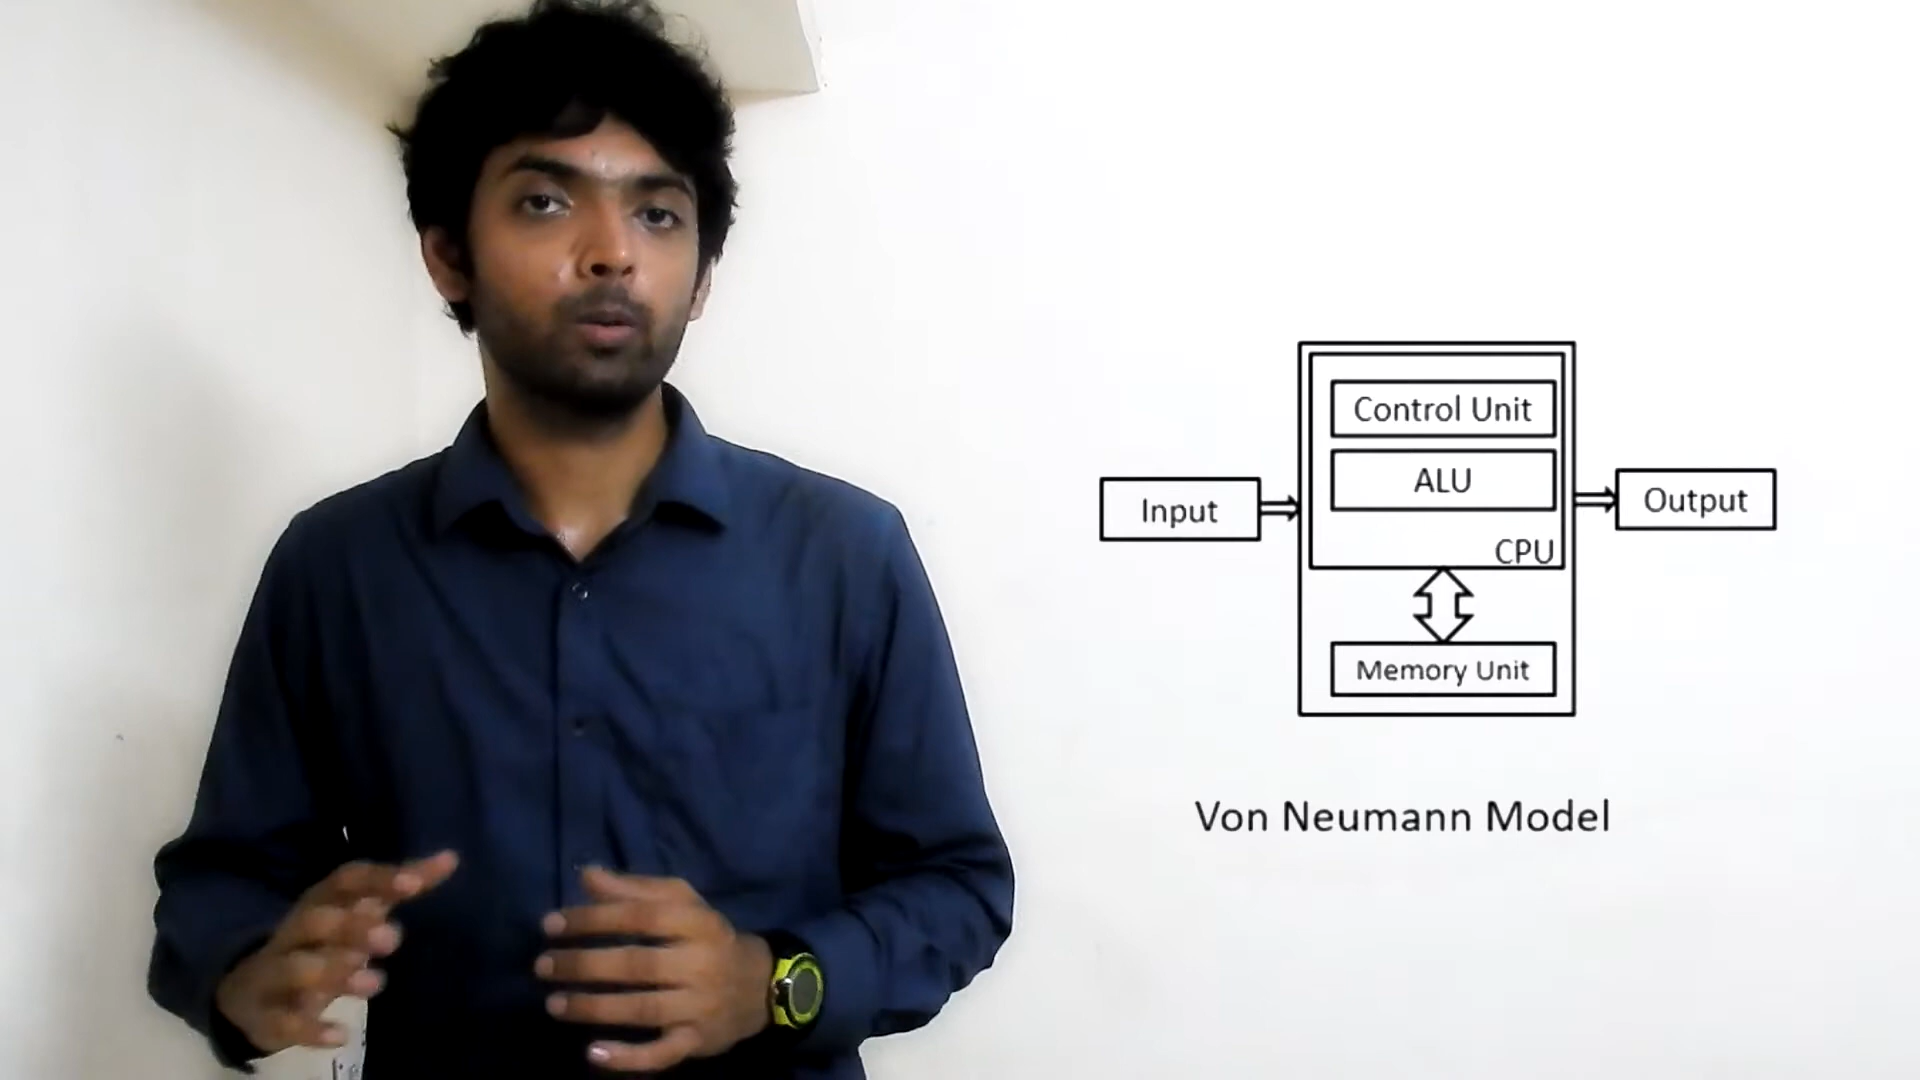 Control Unit
ALU
Input
Output
CPU
Memory Unit
Von Neumann Model